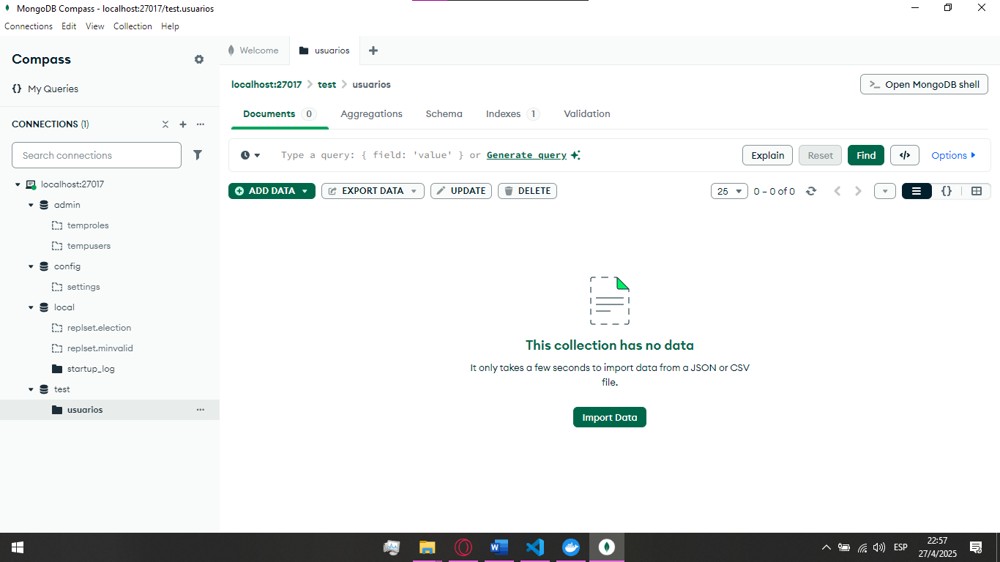 MongoDB Compass - localhost:27017/test.usuarios
Connections Edit View Collection Help
Compass
{} My Queries
CONNECTIONS (1)
Search connections
localhost:27017
admin
temproles
tempusers
config
settings
local
replset.election
replset.minvalid
startup_log
test
usuarios
Welcome
usuarios
localhost:27017 > test > usuarios
>_ Open MongoDB shell
Documents 0 Aggregations Schema Indexes 1 Validation
Type a query: { field: 'value' } or Generate query
Explain Reset Find </> Options
ADD DATA EXPORT DATA UPDATE DELETE
25 0 – 0 of 0 {}
This collection has no data
It only takes a few seconds to import data from a JSON or CSV
file.
Import Data
ESP
22:57
27/4/2025